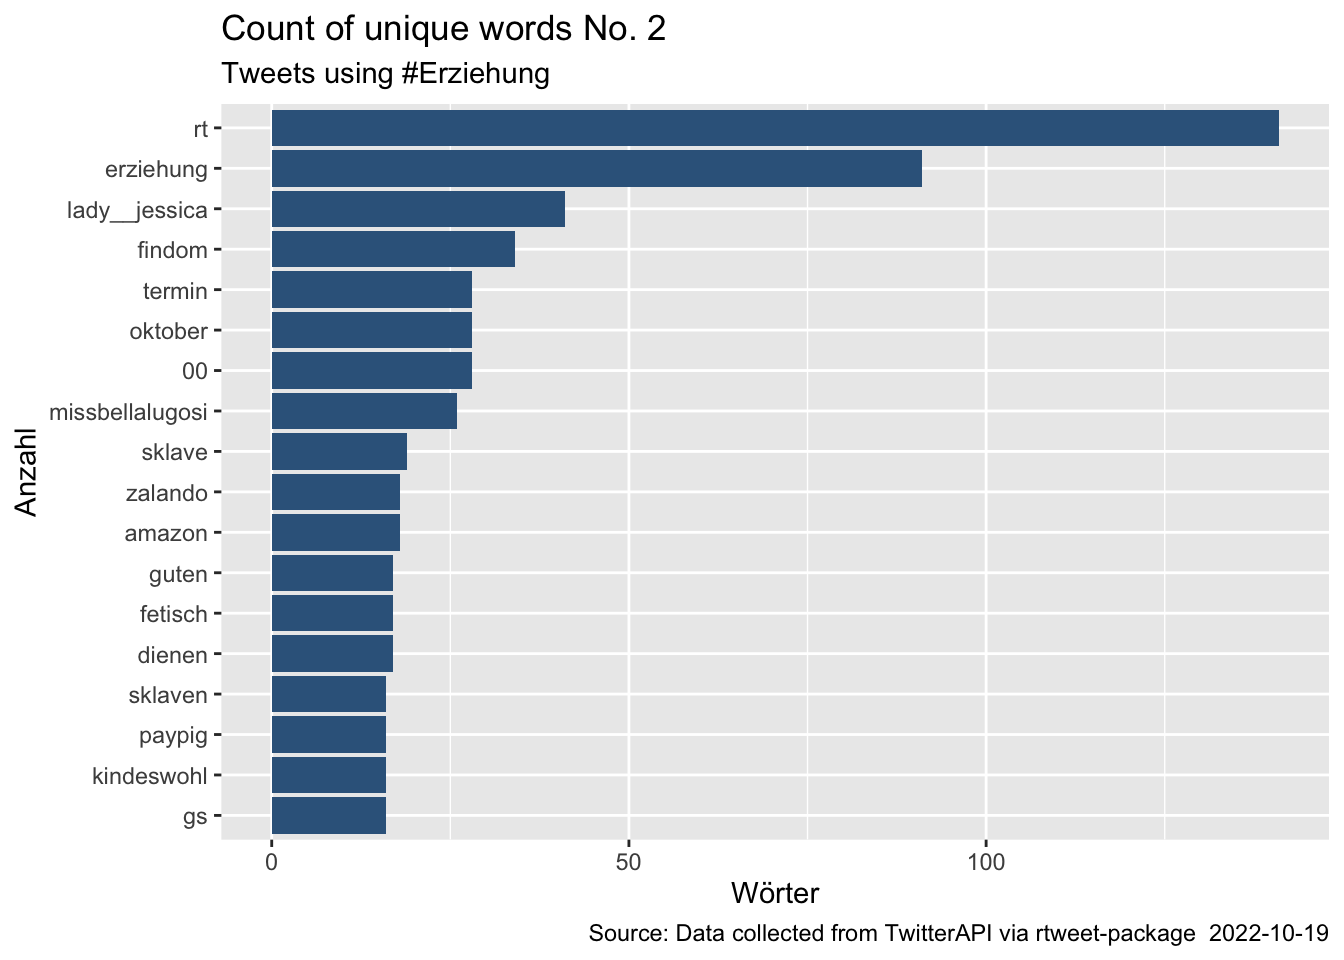 Count of unique words No. 2
Tweets using #Erziehung
rt
erziehung
lady__jessica
findom
termin
oktober
00
missbellalugosi
sklave
zalando
amazon
guten
fetisch
dienen
sklaven
paypig
kindeswohl
gs
Anzahl
0 50 100
Wörter
Source: Data collected from TwitterAPI via rtweet-package  2022-10-19